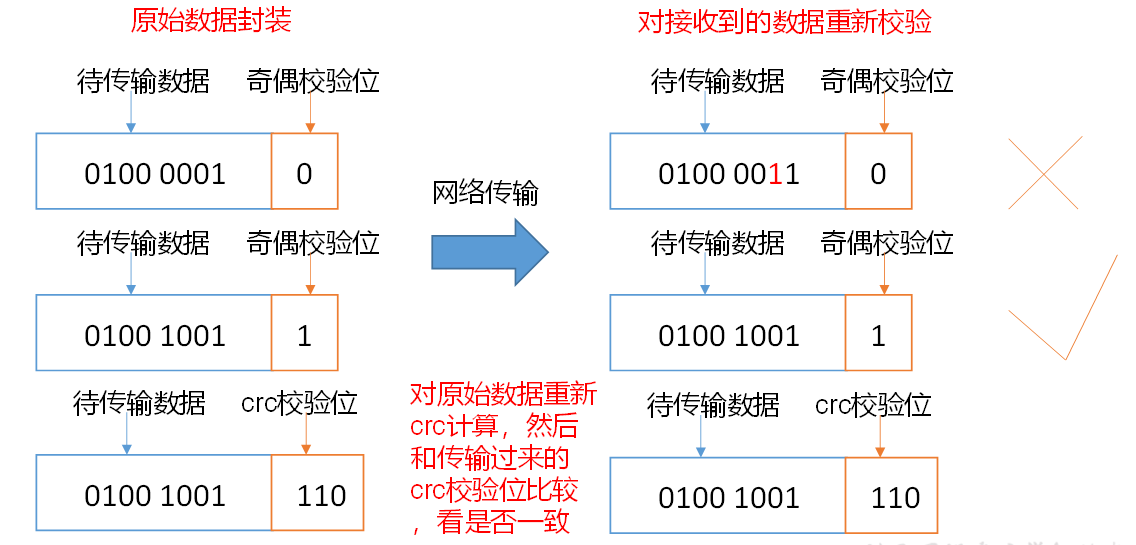 原始数据封装
对接收到的数据重新校验
待传输数据 奇偶校验位
待传输数据 奇偶校验位
0100 0001 0
0100 0011 0
网络传输
待传输数据 奇偶校验位
待传输数据 奇偶校验位
0100 1001 1
0100 1001 1
待传输数据 crc校验位
对原始数据重新
crc计算，然后
和传输过来的
crc校验位比较
，看是否一致
待传输数据 crc校验位
0100 1001 110
0100 1001 110